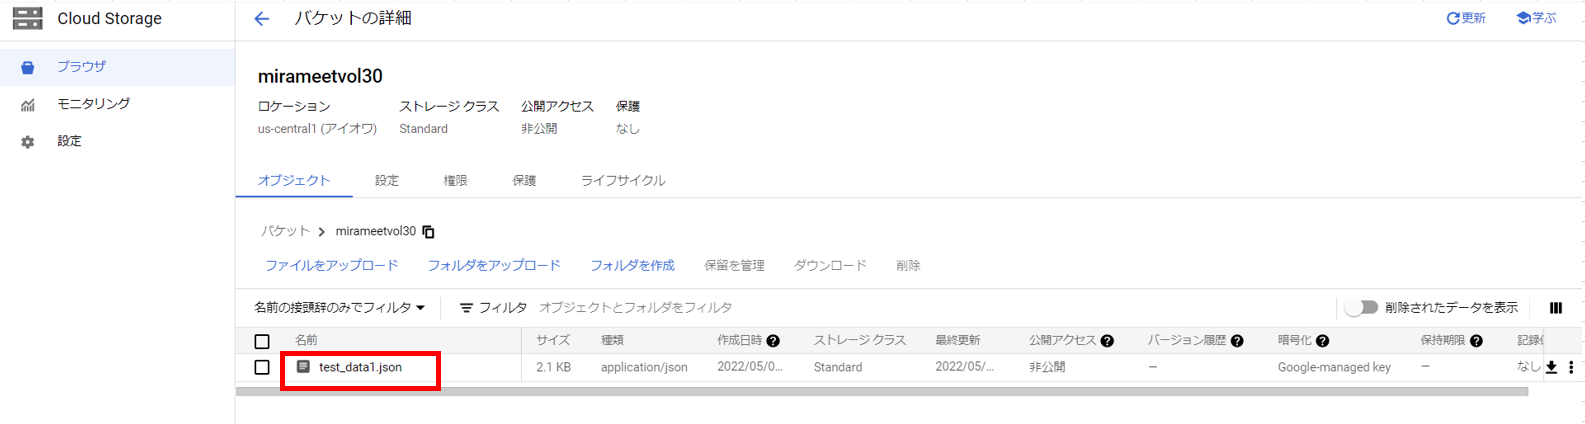 Cloud Storage
バケットの詳細
更新
学ぶ
ブラウザ
モニタリング
設定
mirameetvol30
ロケーション ストレージ クラス 公開アクセス 保護
us-central1 (アイオワ) Standard 非公開 なし
オブジェクト 設定 権限 保護 ライフサイクル
バケット > mirameetvol30
ファイルをアップロード フォルダをアップロード フォルダを作成 保留を管理 ダウンロード 削除
名前の接頭辞のみでフィルタ フィルタ オブジェクトとフォルダをフィルタ 削除されたデータを表示
名前 サイズ 種類 作成日時 ストレージ クラス 最終更新 公開アクセス バージョン履歴 暗号化 保持期限 記録保
test_data1.json 2.1 KB application/json 2022/05/0... Standard 2022/05/... 非公開 — Google-managed key — なし